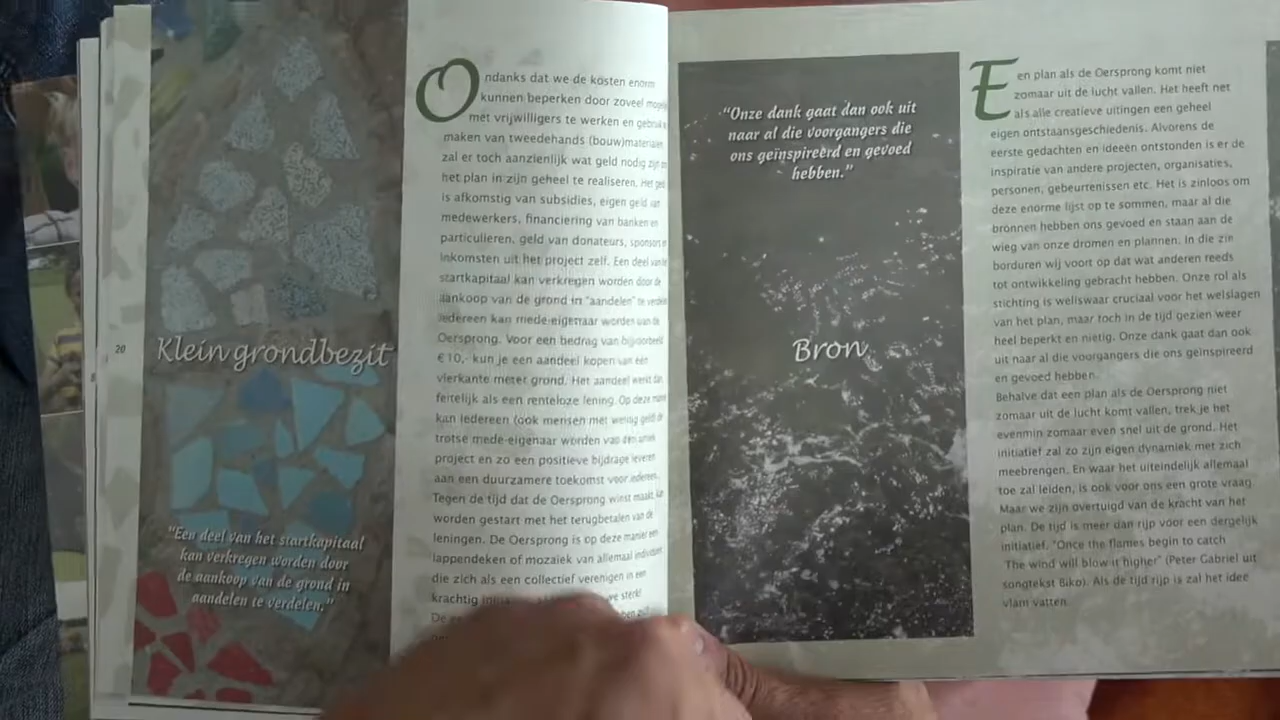 20
Klein grondbezit
"Een deel van het startkapitaal
kan verkregen worden door
de aankoop van de grond in
aandelen te verdelen."
Ondanks dat we de kosten enorm
kunnen beperken door zoveel
met vrijwilligers te werken en
maken van tweedehands (bouw)materialen
zal er toch aanzienlijk wat geld nodig zijn
het plan in zijn geheel te realiseren. Het
is afkomstig van subsidies, eigen geld van
medewerkers, financiering van banken en
particulieren, geld van donateurs, sponsors
inkomsten uit het project zelf. Een deel van
startkapitaal kan verkregen worden door de
aankoop van de grond in "aandelen" te
Iedereen kan mede-eigenaar worden van de
Oersprong. Voor een bedrag van bijvoorbeeld
€ 10,- kun je een aandeel kopen van een
vierkante meter grond. Het aandeel werkt dan
feitelijk als een renteloze lening. Op deze
kan iedereen (ook mensen met weinig geld)
trotse mede-eigenaar worden van een uniek
project en zo een positieve bijdrage leveren
aan een duurzamere toekomst voor iedereen.
Tegen de tijd dat de Oersprong winst maakt,
worden gestart met het terugbetalen van de
leningen. De Oersprong is op deze manier een
lappendeken of mozaïek van allemaal
die zich als een collectief verenigen in een
krachtig
De
"Onze dank gaat dan ook uit
naar al die voorgangers die
ons geïnspireerd en gevoed
hebben."
Bron
Een plan als de Oersprong komt niet
zomaar uit de lucht vallen. Het heeft net
als alle creatieve uitingen een geheel
eigen ontstaansgeschiedenis. Alvorens de
eerste gedachten en ideeën ontstonden is er de
inspiratie van andere projecten, organisaties,
personen, gebeurtenissen etc. Het is zinloos om
deze enorme lijst op te sommen, maar al die
bronnen hebben ons gevoed en staan aan de
wieg van onze dromen en plannen. In die zin
borduren wij voort op dat wat anderen reeds
tot ontwikkeling gebracht hebben. Onze rol als
stichting is weliswaar cruciaal voor het welslagen
van het plan, maar toch in de tijd gezien weer
heel beperkt en nietig. Onze dank gaat dan ook
uit naar al die voorgangers die ons geïnspireerd
en gevoed hebben.
Behalve dat een plan als de Oersprong niet
zomaar uit de lucht komt vallen, trek je het
evenmin zomaar even snel uit de grond. Het
initiatief zal zo zijn eigen dynamiek met zich
meebrengen. En waar het uiteindelijk allemaal
toe zal leiden, is ook voor ons een grote vraag
Maar we zijn overtuigd van de kracht van het
plan. De tijd is meer dan rijp voor een dergelijk
initiatief. "Once the flames begin to catch
The wind will blow it higher" (Peter Gabriel uit
songtekst Biko). Als de tijd rijp is zal het idee
vlam vatten.